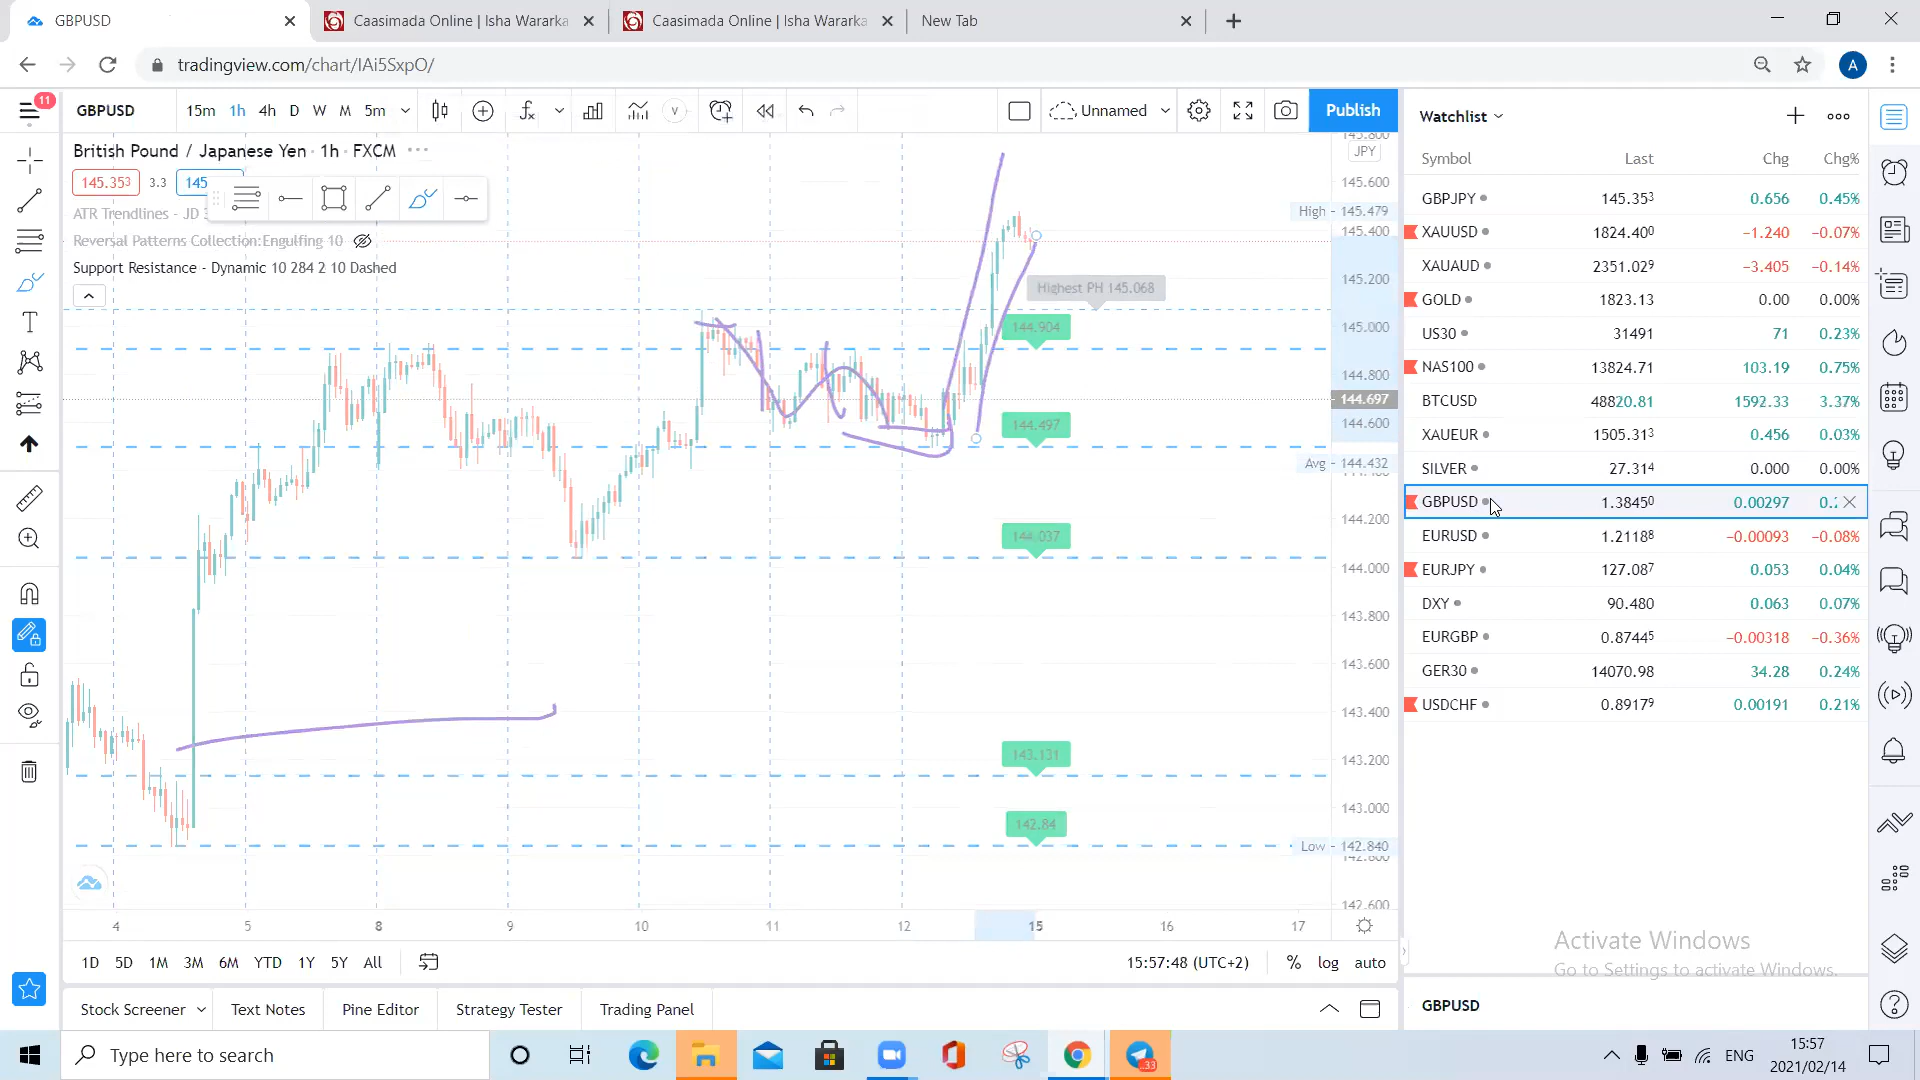 GBPUSD
Caasimada Online | Isha Wararka
Caasimada Online | Isha Wararka
New Tab
tradingview.com/chart/IAi5SxpO/
A
11
GBPUSD
15m 1h 4h D W M 5m
Unnamed
Publish
British Pound / Japanese Yen · 1h · FXCM
145.353
3.3
145
ATR Trendlines - JD
Reversal Patterns Collection:Engulfing 10
Support Resistance - Dynamic 10 284 2 10 Dashed
JPY
145.800
145.600
High - 145.479
145.400
145.200
145.000
144.800
144.697
144.600
Avg - 144.432
144.400
144.200
144.000
143.800
143.600
143.400
143.200
143.000
Low - 142.840
142.800
142.600
Highest PH 145.068
144.904
144.497
144.037
143.131
142.84
4 5 8 9 10 11 12 15 16 17
1D 5D 1M 3M 6M YTD 1Y 5Y All
15:57:48 (UTC+2)
% log auto
Stock Screener
Text Notes
Pine Editor
Strategy Tester
Trading Panel
Watchlist
Symbol Last Chg Chg%
GBPJPY 145.353 0.656 0.45%
XAUUSD 1824.400 −1.240 −0.07%
XAUAUD 2351.029 −3.405 −0.14%
GOLD 1823.13 0.00 0.00%
US30 31491 71 0.23%
NAS100 13824.71 103.19 0.75%
BTCUSD 48820.81 1592.33 3.37%
XAUEUR 1505.313 0.456 0.03%
SILVER 27.314 0.000 0.00%
GBPUSD 1.38450 0.00297
EURUSD 1.21188 −0.00093 −0.08%
EURJPY 127.087 0.053 0.04%
DXY 90.480 0.063 0.07%
EURGBP 0.87445 −0.00318 −0.36%
GER30 14070.98 34.28 0.24%
USDCHF 0.89179 0.00191 0.21%
Activate Windows
Go to Settings to activate Windows.
GBPUSD
Type here to search
33
ENG
15:57
2021/02/14